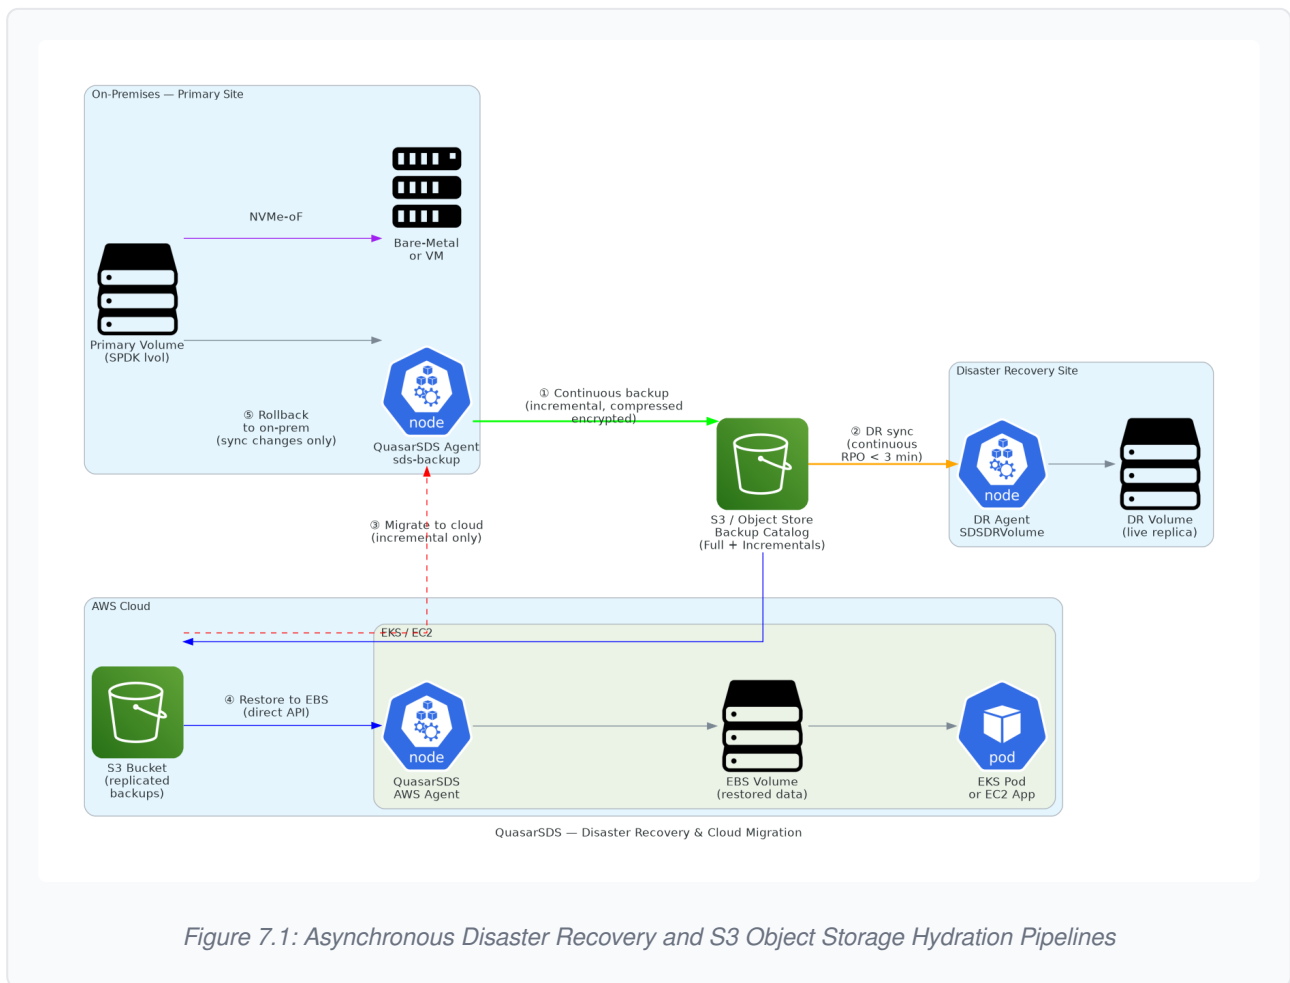 On-Premises — Primary Site
NVMe-oF
Bare-Metal
or VM
Primary Volume
(SPDK lvol)
node
QuasarSDS Agent
sds-backup
⑤ Rollback
to on-prem
(sync changes only)
① Continuous backup
(incremental, compressed
encrypted)
S3 / Object Store
Backup Catalog
(Full + Incrementals)
② DR sync
(continuous
RPO < 3 min)
Disaster Recovery Site
node
DR Agent
SDSDRVolume
DR Volume
(live replica)
③ Migrate to cloud
(incremental only)
AWS Cloud
EKS / EC2
S3 Bucket
(replicated
backups)
④ Restore to EBS
(direct API)
node
QuasarSDS
AWS Agent
EBS Volume
(restored data)
pod
EKS Pod
or EC2 App
QuasarSDS — Disaster Recovery & Cloud Migration
Figure 7.1: Asynchronous Disaster Recovery and S3 Object Storage Hydration Pipelines